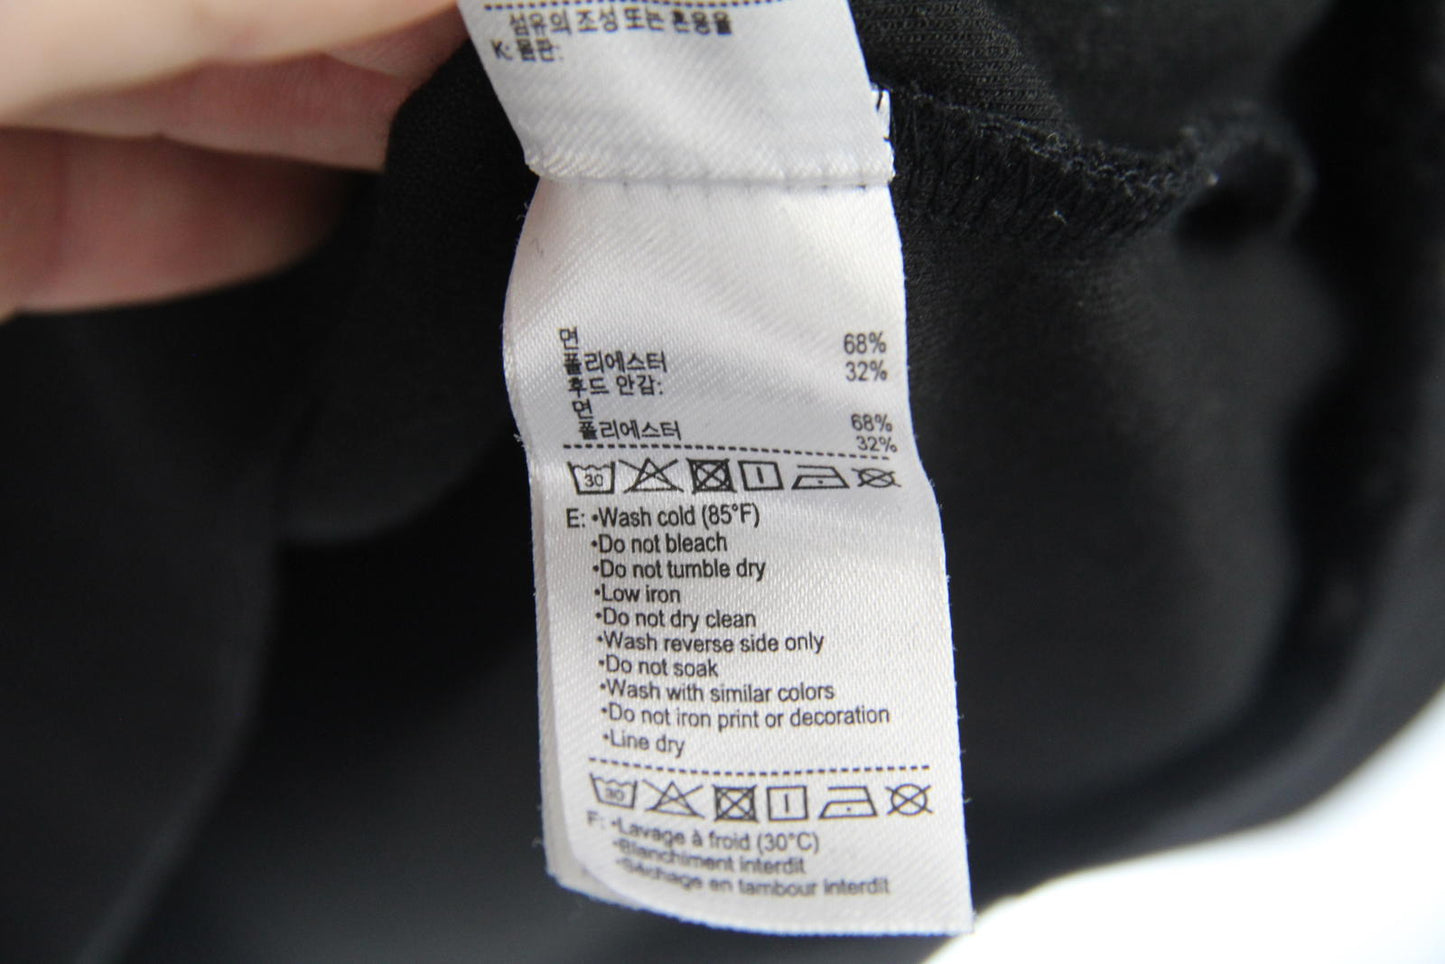 섬유의 조성 또는 혼용율
K:
면 68%
폴리에스터 32%
후드 안감:
면 68%
폴리에스터 32%
30
E: •Wash cold (85°F)
•Do not bleach
•Do not tumble dry
•Low iron
•Do not dry clean
•Wash reverse side only
•Do not soak
•Wash with similar colors
•Do not iron print or decoration
•Line dry
30
F: •Lavage à froid (30°C)
•Blanchiment interdit
•Séchage en tambour interdit